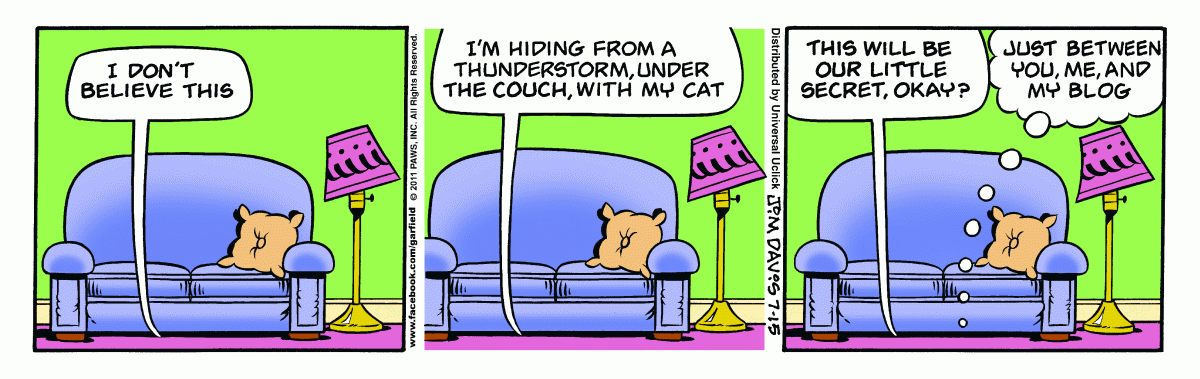 I DON'T
BELIEVE THIS
www.facebook.com/garfield © 2011 PAWS, INC. All Rights Reserved.
I'M HIDING FROM A
THUNDERSTORM, UNDER
THE COUCH, WITH MY CAT
Distributed by Universal Uclick
JIM DAVIS 7-15
THIS WILL BE
OUR LITTLE
SECRET, OKAY?
JUST BETWEEN
YOU, ME, AND
MY BLOG